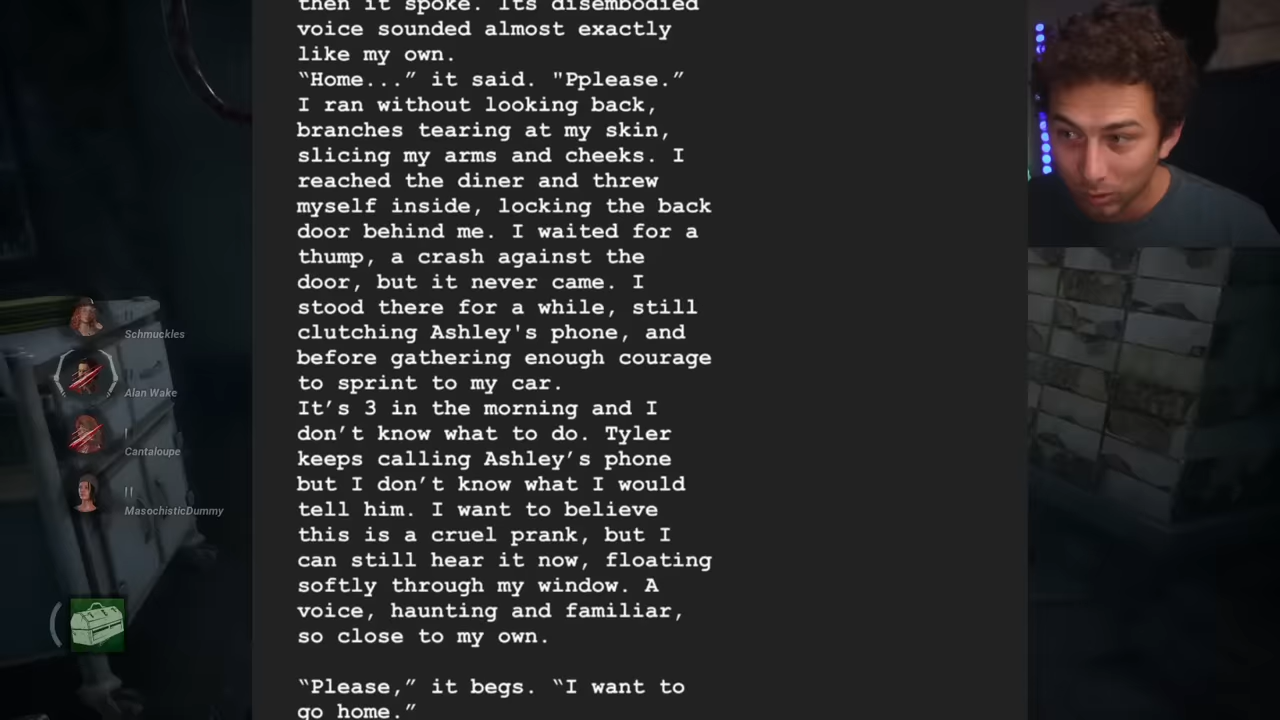 then it spoke. Its disembodied
voice sounded almost exactly
like my own.
“Home...” it said. "Pplease.”
I ran without looking back,
branches tearing at my skin,
slicing my arms and cheeks. I
reached the diner and threw
myself inside, locking the back
door behind me. I waited for a
thump, a crash against the
door, but it never came. I
stood there for a while, still
clutching Ashley's phone, and
before gathering enough courage
to sprint to my car.
It’s 3 in the morning and I
don’t know what to do. Tyler
keeps calling Ashley’s phone
but I don’t know what I would
tell him. I want to believe
this is a cruel prank, but I
can still hear it now, floating
softly through my window. A
voice, haunting and familiar,
so close to my own.
“Please,” it begs. “I want to
go home.”
Schmuckles
Alan Wake
Cantaloupe
MasochisticDummy